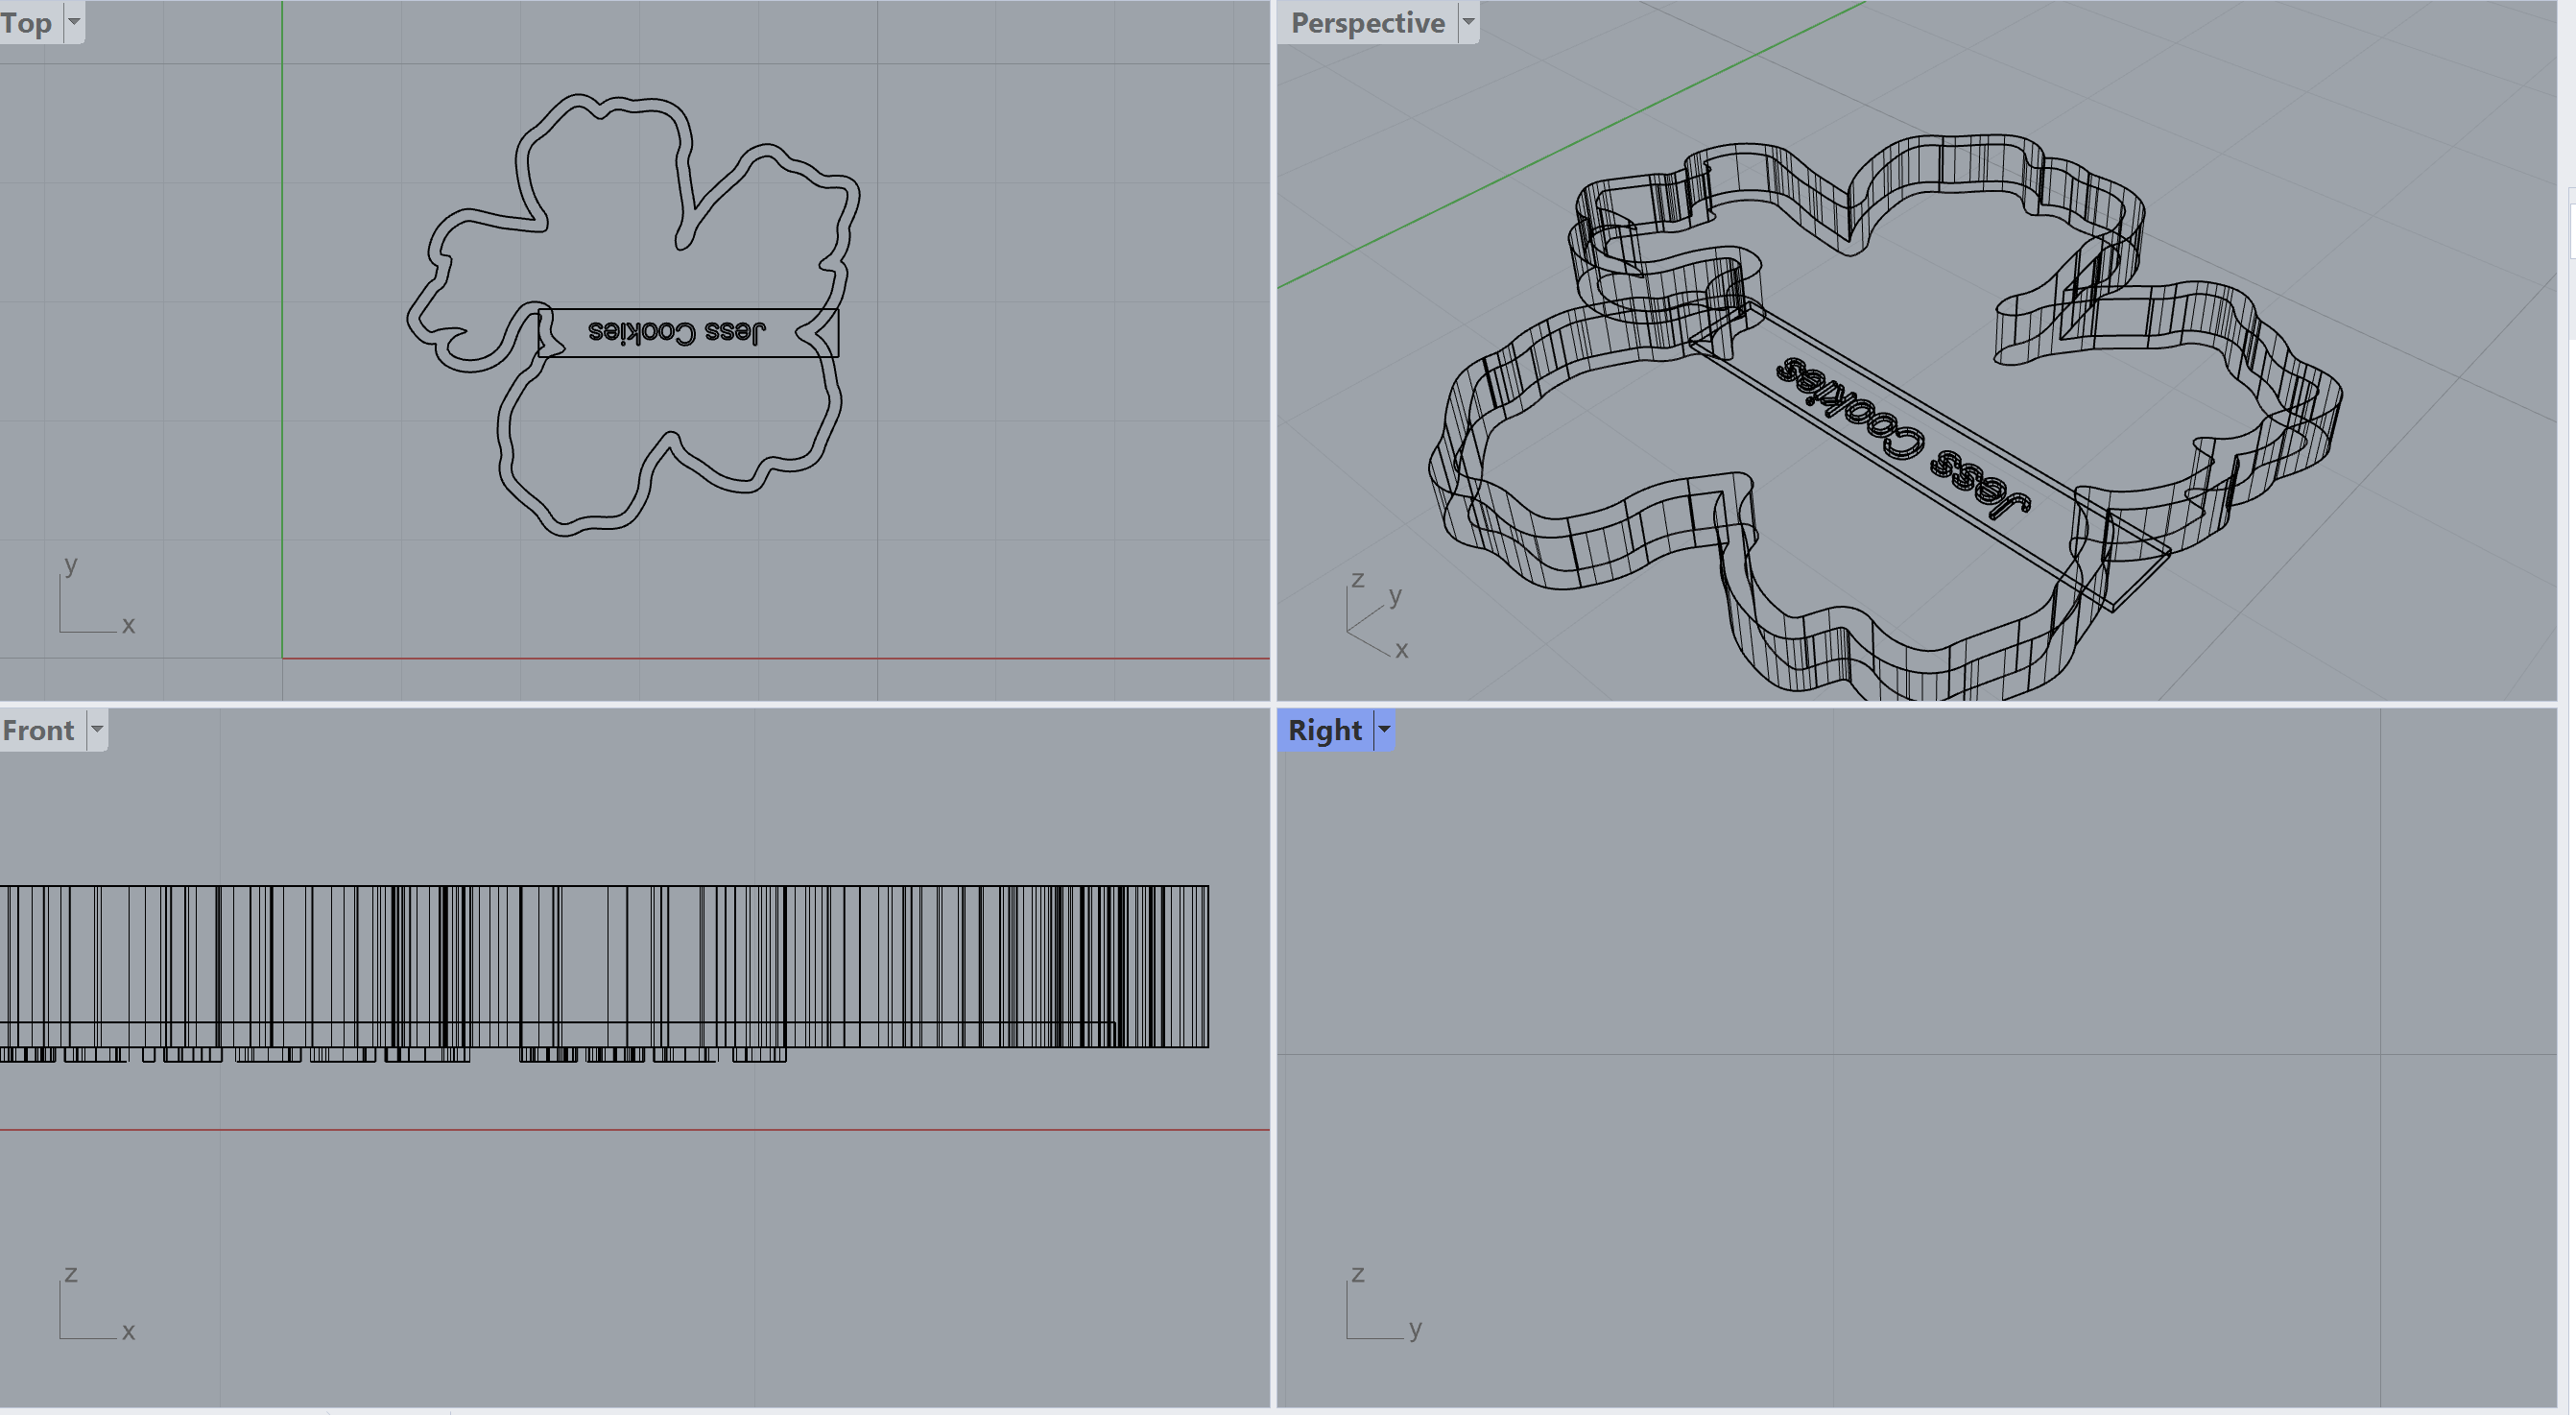 Top
Perspective
Jess Cookies
Jess Cookies
y
x
z
y
x
Front
Right
z
x
z
y